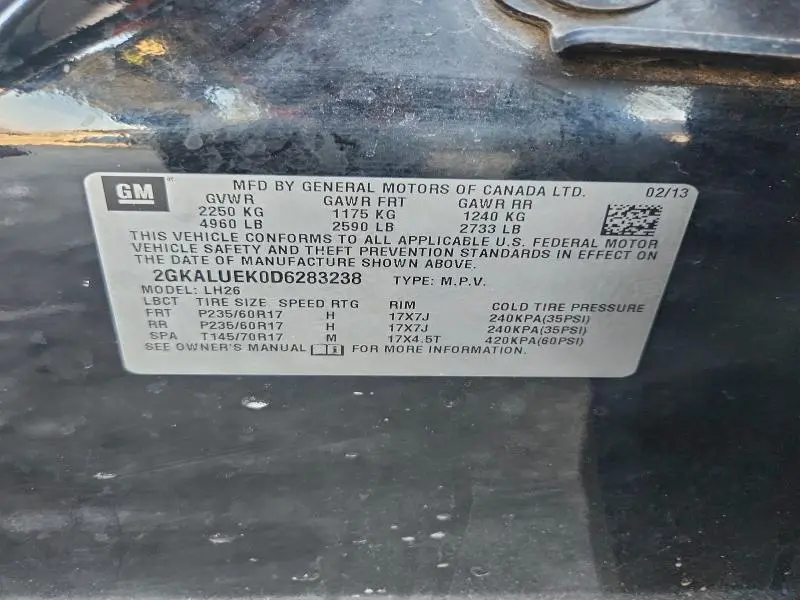 GM MFD BY GENERAL MOTORS OF CANADA LTD. 02/13
GVWR GAWR FRT GAWR RR
2250 KG 1175 KG 1240 KG
4960 LB 2590 LB 2733 LB
THIS VEHICLE CONFORMS TO ALL APPLICABLE U.S. FEDERAL MOTOR
VEHICLE SAFETY AND THEFT PREVENTION STANDARDS IN EFFECT ON
THE DATE OF MANUFACTURE SHOWN ABOVE.
2GKALUEK0D6283238 TYPE: M.P.V.
MODEL: LH26
LBCT TIRE SIZE SPEED RTG RIM COLD TIRE PRESSURE
FRT P235/60R17 H 17X7J 240KPA(35PSI)
RR P235/60R17 H 17X7J 240KPA(35PSI)
SPA T145/70R17 M 17X4.5T 420KPA(60PSI)
SEE OWNER'S MANUAL FOR MORE INFORMATION.